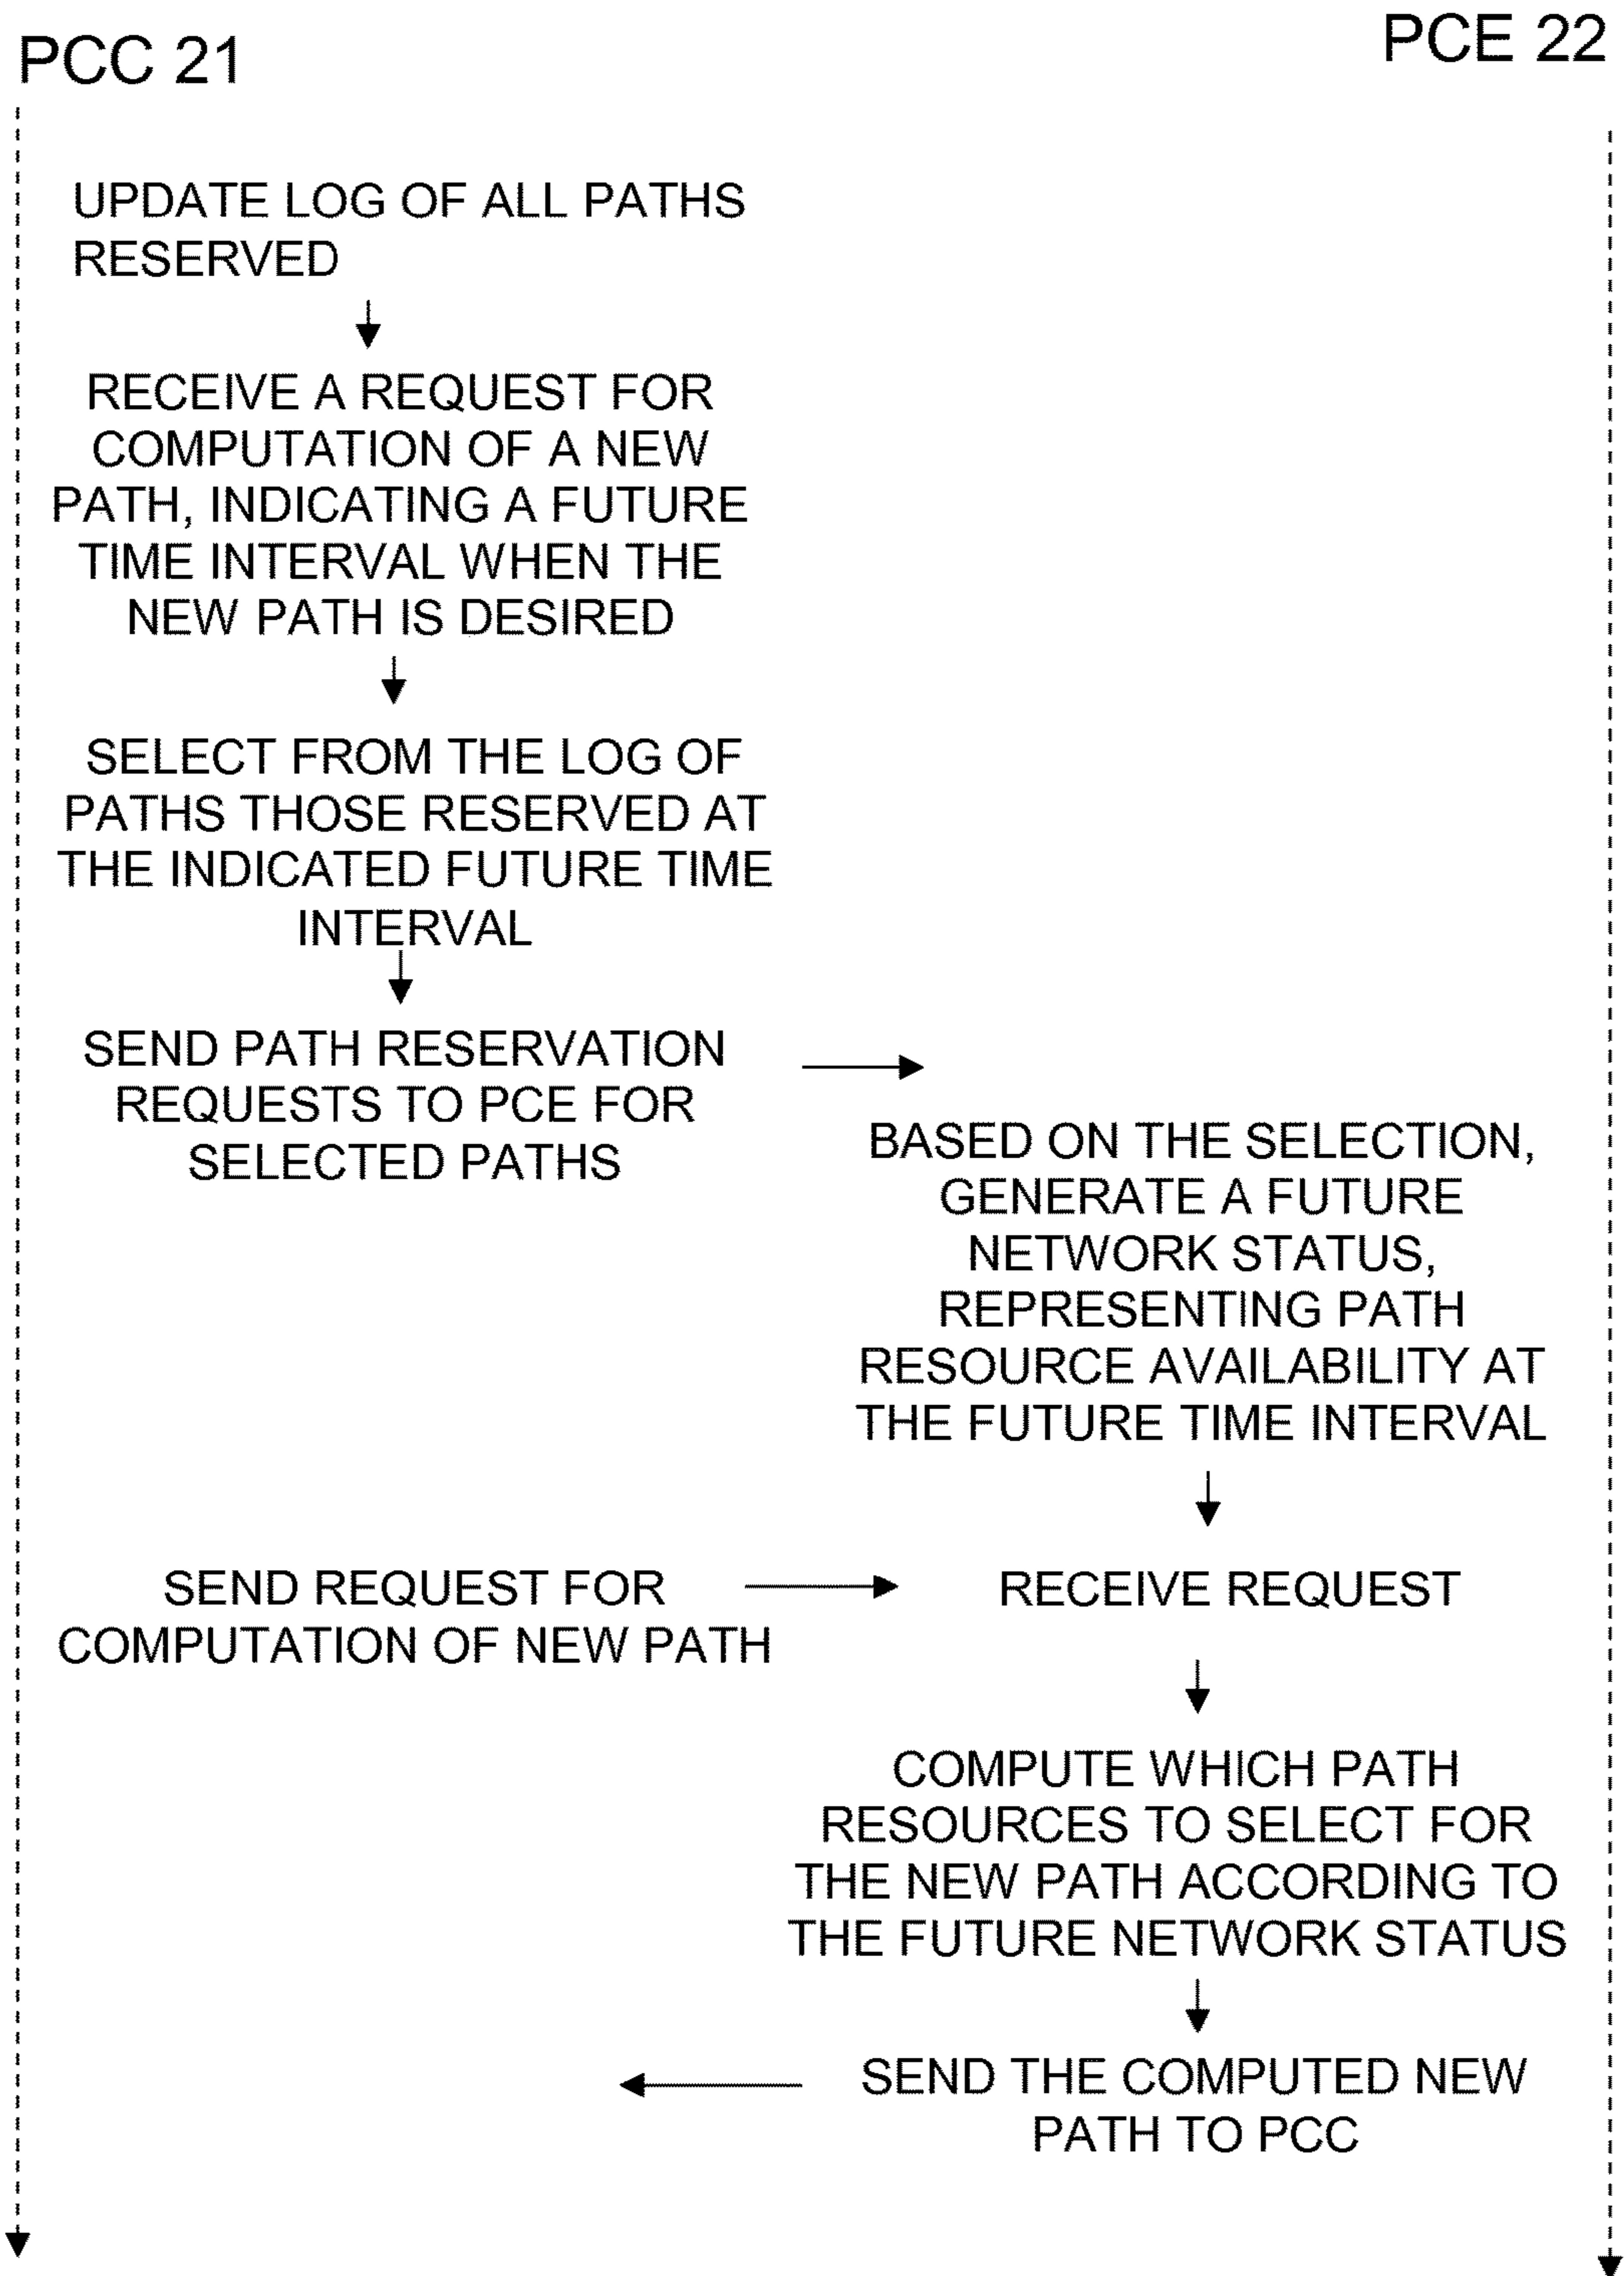 PCC 21
PCE 22
UPDATE LOG OF ALL PATHS
RESERVED
RECEIVE A REQUEST FOR
COMPUTATION OF A NEW
PATH, INDICATING A FUTURE
TIME INTERVAL WHEN THE
NEW PATH IS DESIRED
SELECT FROM THE LOG OF
PATHS THOSE RESERVED AT
THE INDICATED FUTURE TIME
INTERVAL
SEND PATH RESERVATION
REQUESTS TO PCE FOR
SELECTED PATHS
BASED ON THE SELECTION,
GENERATE A FUTURE
NETWORK STATUS,
REPRESENTING PATH
RESOURCE AVAILABILITY AT
THE FUTURE TIME INTERVAL
SEND REQUEST FOR
COMPUTATION OF NEW PATH
RECEIVE REQUEST
COMPUTE WHICH PATH
RESOURCES TO SELECT FOR
THE NEW PATH ACCORDING TO
THE FUTURE NETWORK STATUS
SEND THE COMPUTED NEW
PATH TO PCC